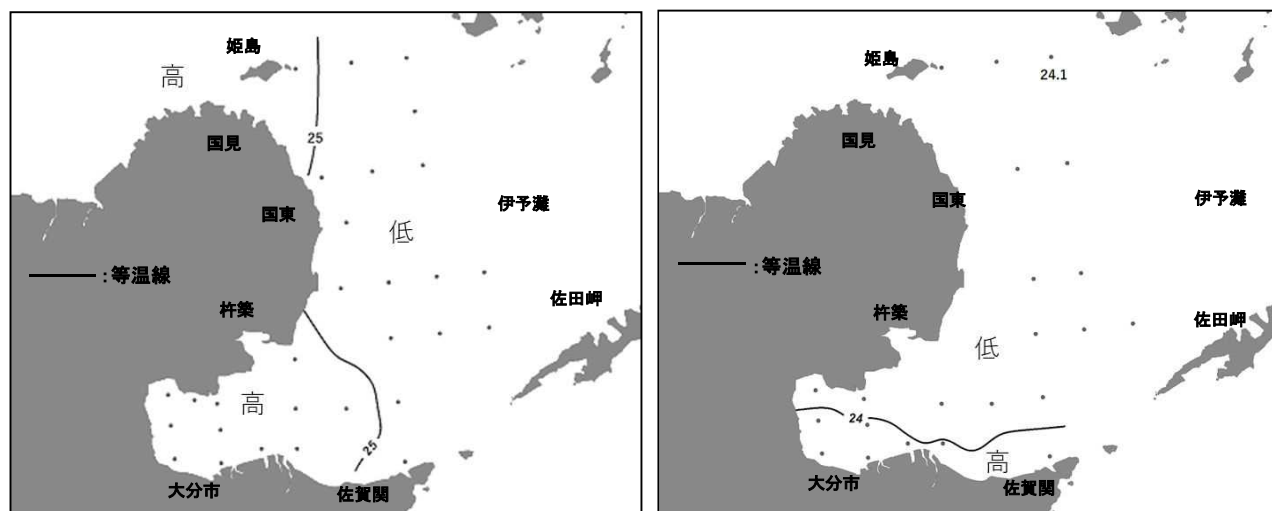 姫島
高
25
国見
国東
伊予灘
低
:等温線
佐田岬
杵築
高
25
大分市
佐賀関
姫島
24.1
国見
国東
伊予灘
:等温線
佐田岬
杵築
低
24
高
大分市
佐賀関